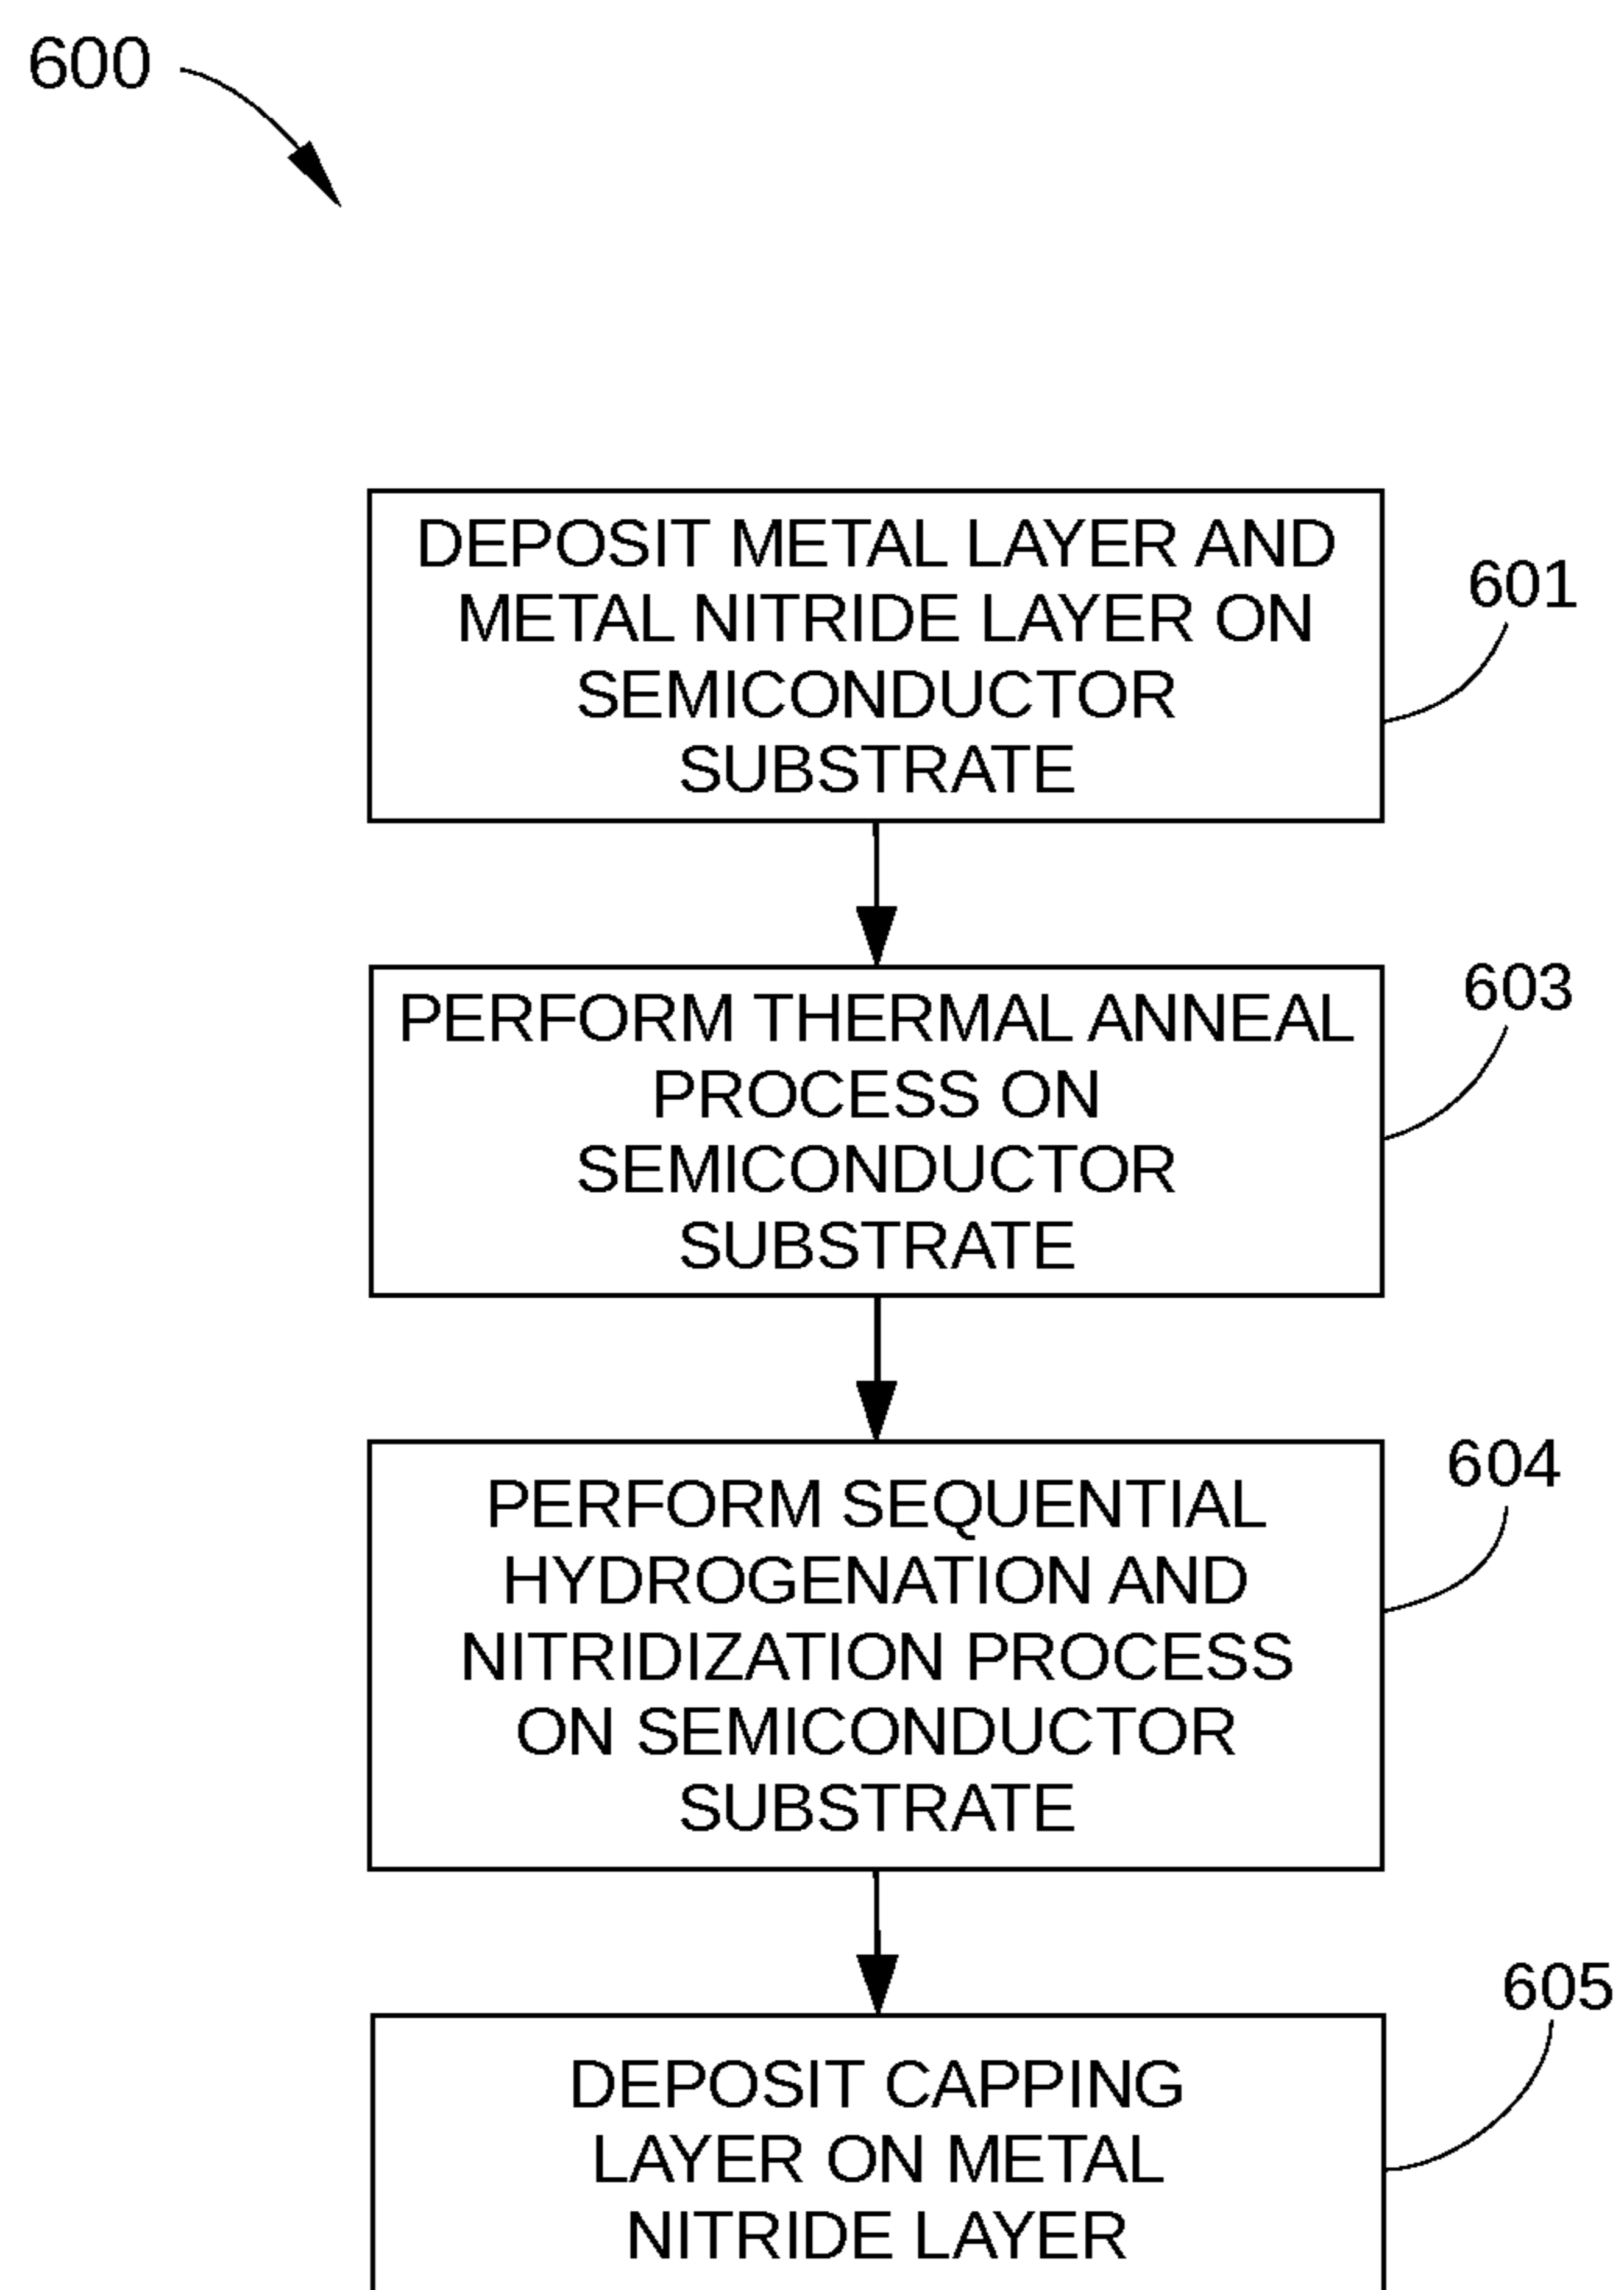 600
DEPOSIT METAL LAYER AND
METAL NITRIDE LAYER ON
SEMICONDUCTOR
SUBSTRATE
601
PERFORM THERMAL ANNEAL
PROCESS ON
SEMICONDUCTOR
SUBSTRATE
603
PERFORM SEQUENTIAL
HYDROGENATION AND
NITRIDIZATION PROCESS
ON SEMICONDUCTOR
SUBSTRATE
604
DEPOSIT CAPPING
LAYER ON METAL
NITRIDE LAYER
605